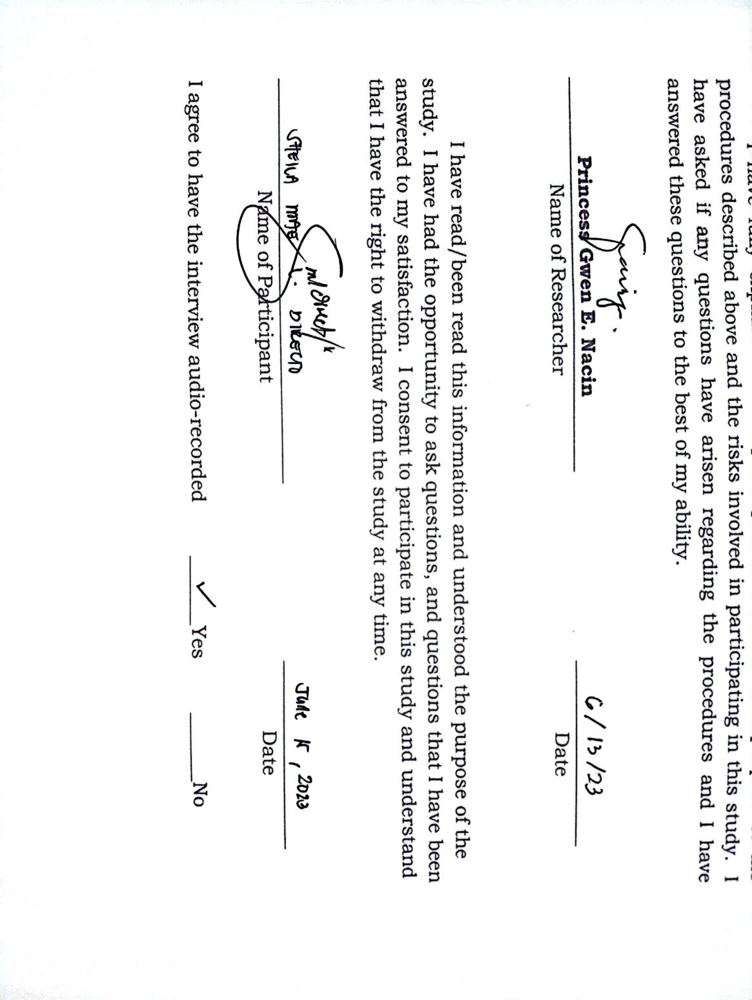 procedures described above and the risks involved in participating in this study. I
have asked if any questions have arisen regarding the procedures and I have
answered these questions to the best of my ability.
Princess Gwen E. Nacin
6/13/23
Name of Researcher
Date
I have read/been read this information and understood the purpose of the
study. I have had the opportunity to ask questions, and questions that I have been
answered to my satisfaction. I consent to participate in this study and understand
that I have the right to withdraw from the study at any time.
SHEILA MAE
June 15, 2023
Name of Participant
Date
I agree to have the interview audio-recorded ✓ Yes No